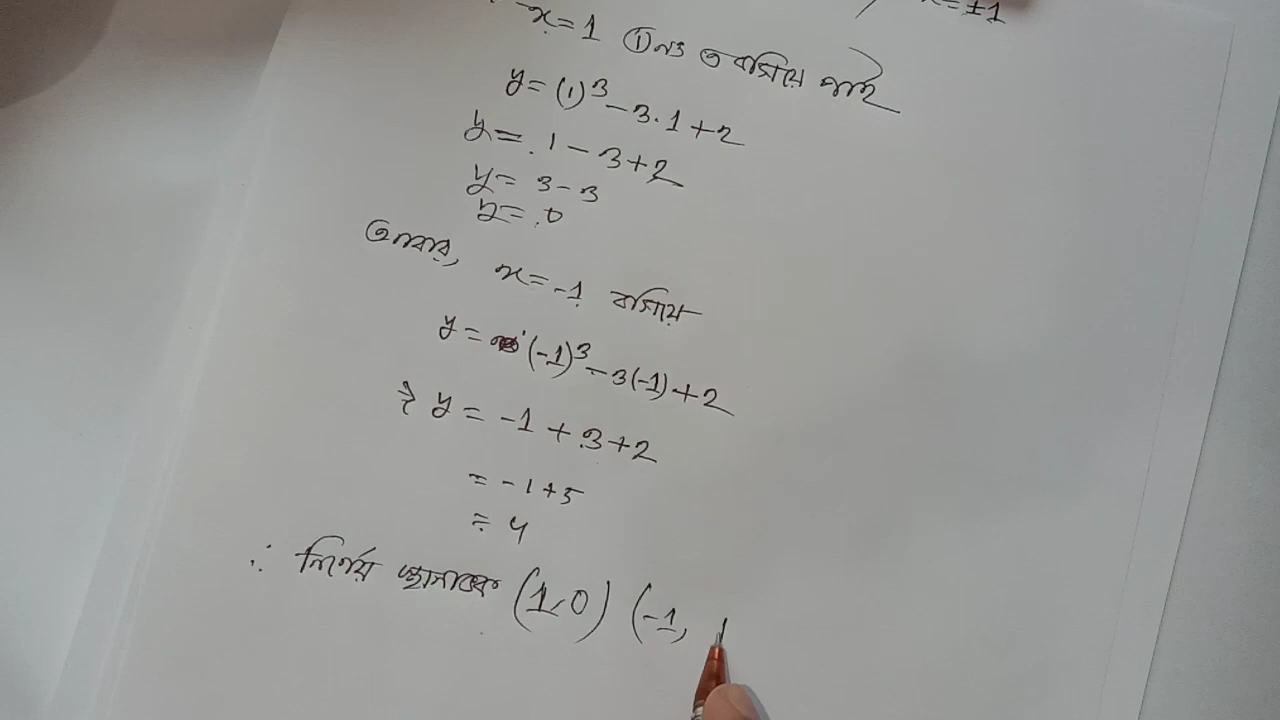 x = ±1
x = 1 ① নং এ বসিয়ে পাই
y = (1)³ - 3.1 + 2
y = 1 - 3 + 2
y = 3 - 3
y = 0
আবার, x = -1 বসিয়ে
y = (-1)³ - 3(-1) + 2
⇒ y = -1 + 3 + 2
= -1 + 5
= 4
∴ নির্ণেয় স্থানাঙ্ক (1, 0) (-1,